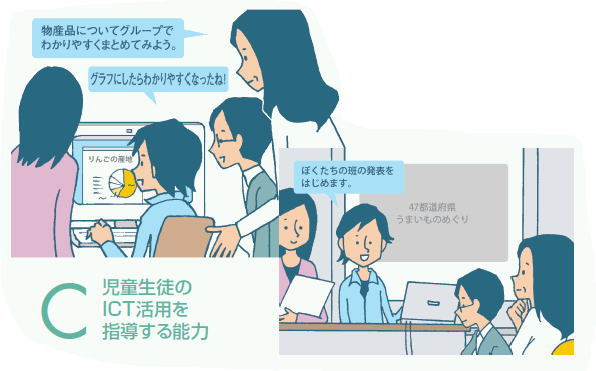 物産品についてグループで
わかりやすくまとめてみよう。
グラフにしたらわかりやすくなったね!
りんごの産地
ぼくたちの班の発表を
はじめます。
47都道府県
うまいものめぐり
C 児童生徒の
ICT活用を
指導する能力